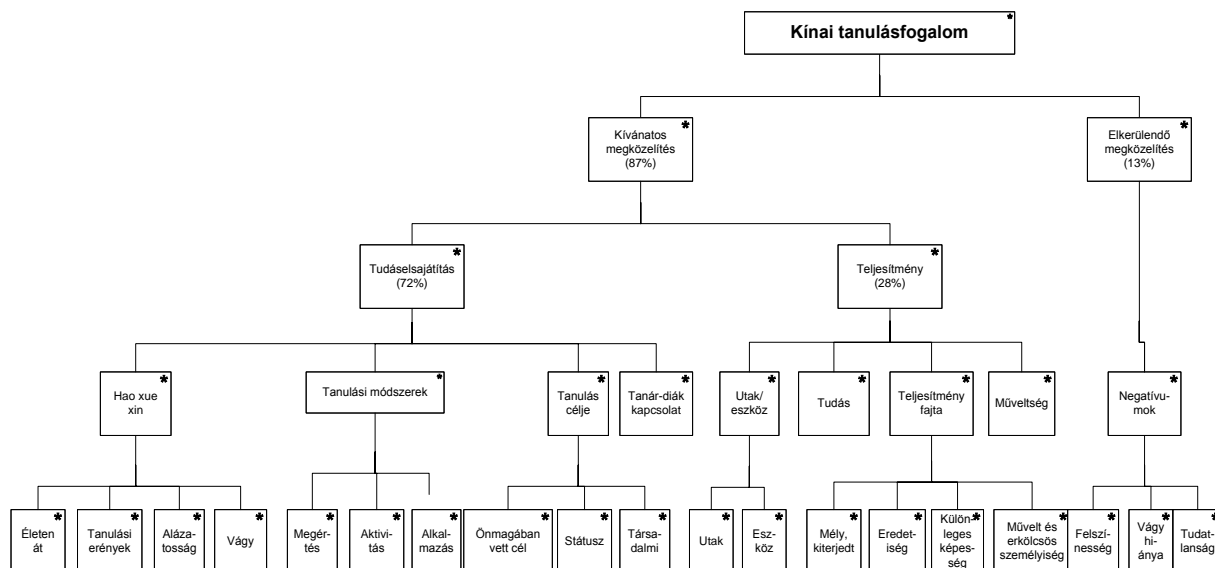 Kínai tanulásfogalom *
Kívánatos *
megközelítés
(87%)
Elkerülendő *
megközelítés
(13%)
Tudáselsajátítás *
(72%)
Teljesítmény *
(28%)
Hao xue *
xin
Tanulási módszerek *
Tanulás *
célje
Tanár-diák *
kapcsolat
Utak/ *
eszköz
Tudás *
Teljesítmény *
fajta
Műveltség *
Negatívu- *
mok
Életen *
át
Tanulási *
erények
Aláza- *
tosság
Vágy *
Megér- *
tés
Aktivi- *
tás
Alkal- *
mazás
Önmagában *
vett cél
Státusz *
Társa- *
dalmi
Utak *
Esz- *
köz
Mély, *
kiterjedt
Eredet- *
iség
Külön- *
leges
képes-
ség
Művelt és *
erkölcsös
személyiség
Felszí- *
nesség
Vágy *
hi-
ánya
Tudat- *
lanság